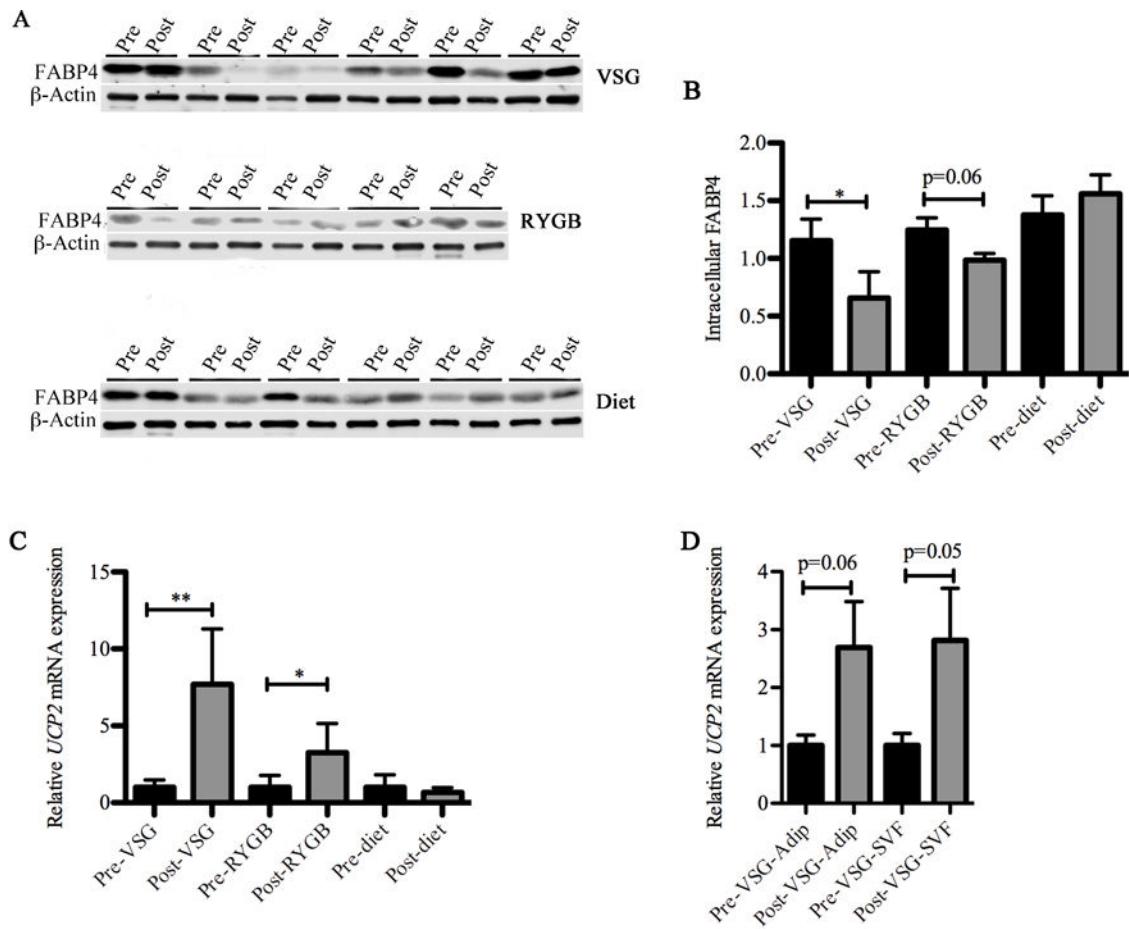 A
Pre Post Pre Post Pre Post Pre Post Pre Post Pre Post
FABP4
β-Actin
VSG
Pre Post Pre Post Pre Post Pre Post Pre Post
FABP4
β-Actin
RYGB
Pre Post Pre Post Pre Post Pre Post Pre Post Pre Post
FABP4
β-Actin
Diet
B
Intracellular FABP4
2.0
1.5
1.0
0.5
0.0
*
p=0.06
Pre-VSG
Post-VSG
Pre-RYGB
Post-RYGB
Pre-diet
Post-diet
C
Relative UCP2 mRNA expression
15
10
5
0
**
*
Pre-VSG
Post-VSG
Pre-RYGB
Post-RYGB
Pre-diet
Post-diet
D
Relative UCP2 mRNA expression
4
3
2
1
0
p=0.06
p=0.05
Pre-VSG-Adip
Post-VSG-Adip
Pre-VSG-SVF
Post-VSG-SVF